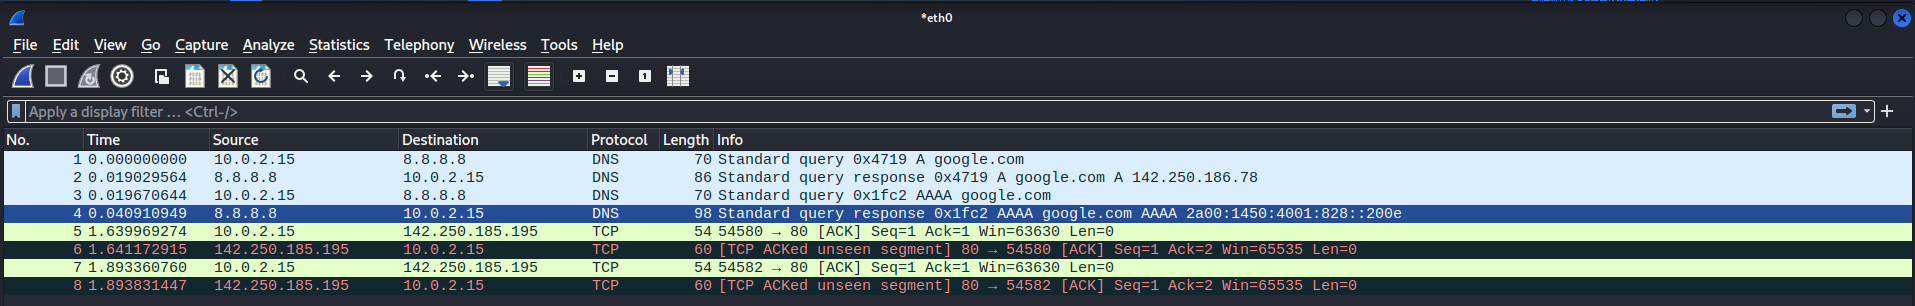 *eth0
File Edit View Go Capture Analyze Statistics Telephony Wireless Tools Help
Apply a display filter … <Ctrl-/>
No. Time Source Destination Protocol Length Info
1 0.000000000 10.0.2.15 8.8.8.8 DNS 70 Standard query 0x4719 A google.com
2 0.019029564 8.8.8.8 10.0.2.15 DNS 86 Standard query response 0x4719 A google.com A 142.250.186.78
3 0.019670644 10.0.2.15 8.8.8.8 DNS 70 Standard query 0x1fc2 AAAA google.com
4 0.040910949 8.8.8.8 10.0.2.15 DNS 98 Standard query response 0x1fc2 AAAA google.com AAAA 2a00:1450:4001:828::200e
5 1.639969274 10.0.2.15 142.250.185.195 TCP 54 54580 → 80 [ACK] Seq=1 Ack=1 Win=63630 Len=0
6 1.641172915 142.250.185.195 10.0.2.15 TCP 60 [TCP ACKed unseen segment] 80 → 54580 [ACK] Seq=1 Ack=2 Win=65535 Len=0
7 1.893360760 10.0.2.15 142.250.185.195 TCP 54 54582 → 80 [ACK] Seq=1 Ack=1 Win=63630 Len=0
8 1.893831447 142.250.185.195 10.0.2.15 TCP 60 [TCP ACKed unseen segment] 80 → 54582 [ACK] Seq=1 Ack=2 Win=65535 Len=0